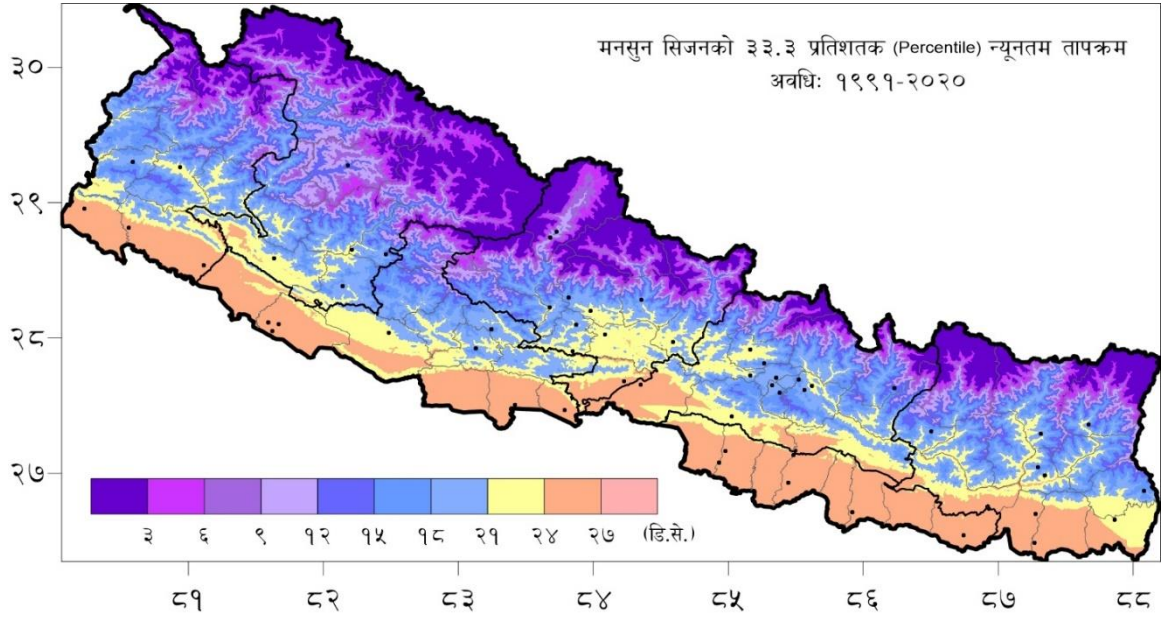 मनसुन सिजनको ३३.३ प्रतिशतक (Percentile) न्यूनतम तापक्रम
अवधिः १९९१-२०२०
३०
२९
२८
२७
३ ६ ९ १२ १५ १८ २१ २४ २७ (डि.से.)
८१ ८२ ८३ ८४ ८५ ८६ ८७ ८८